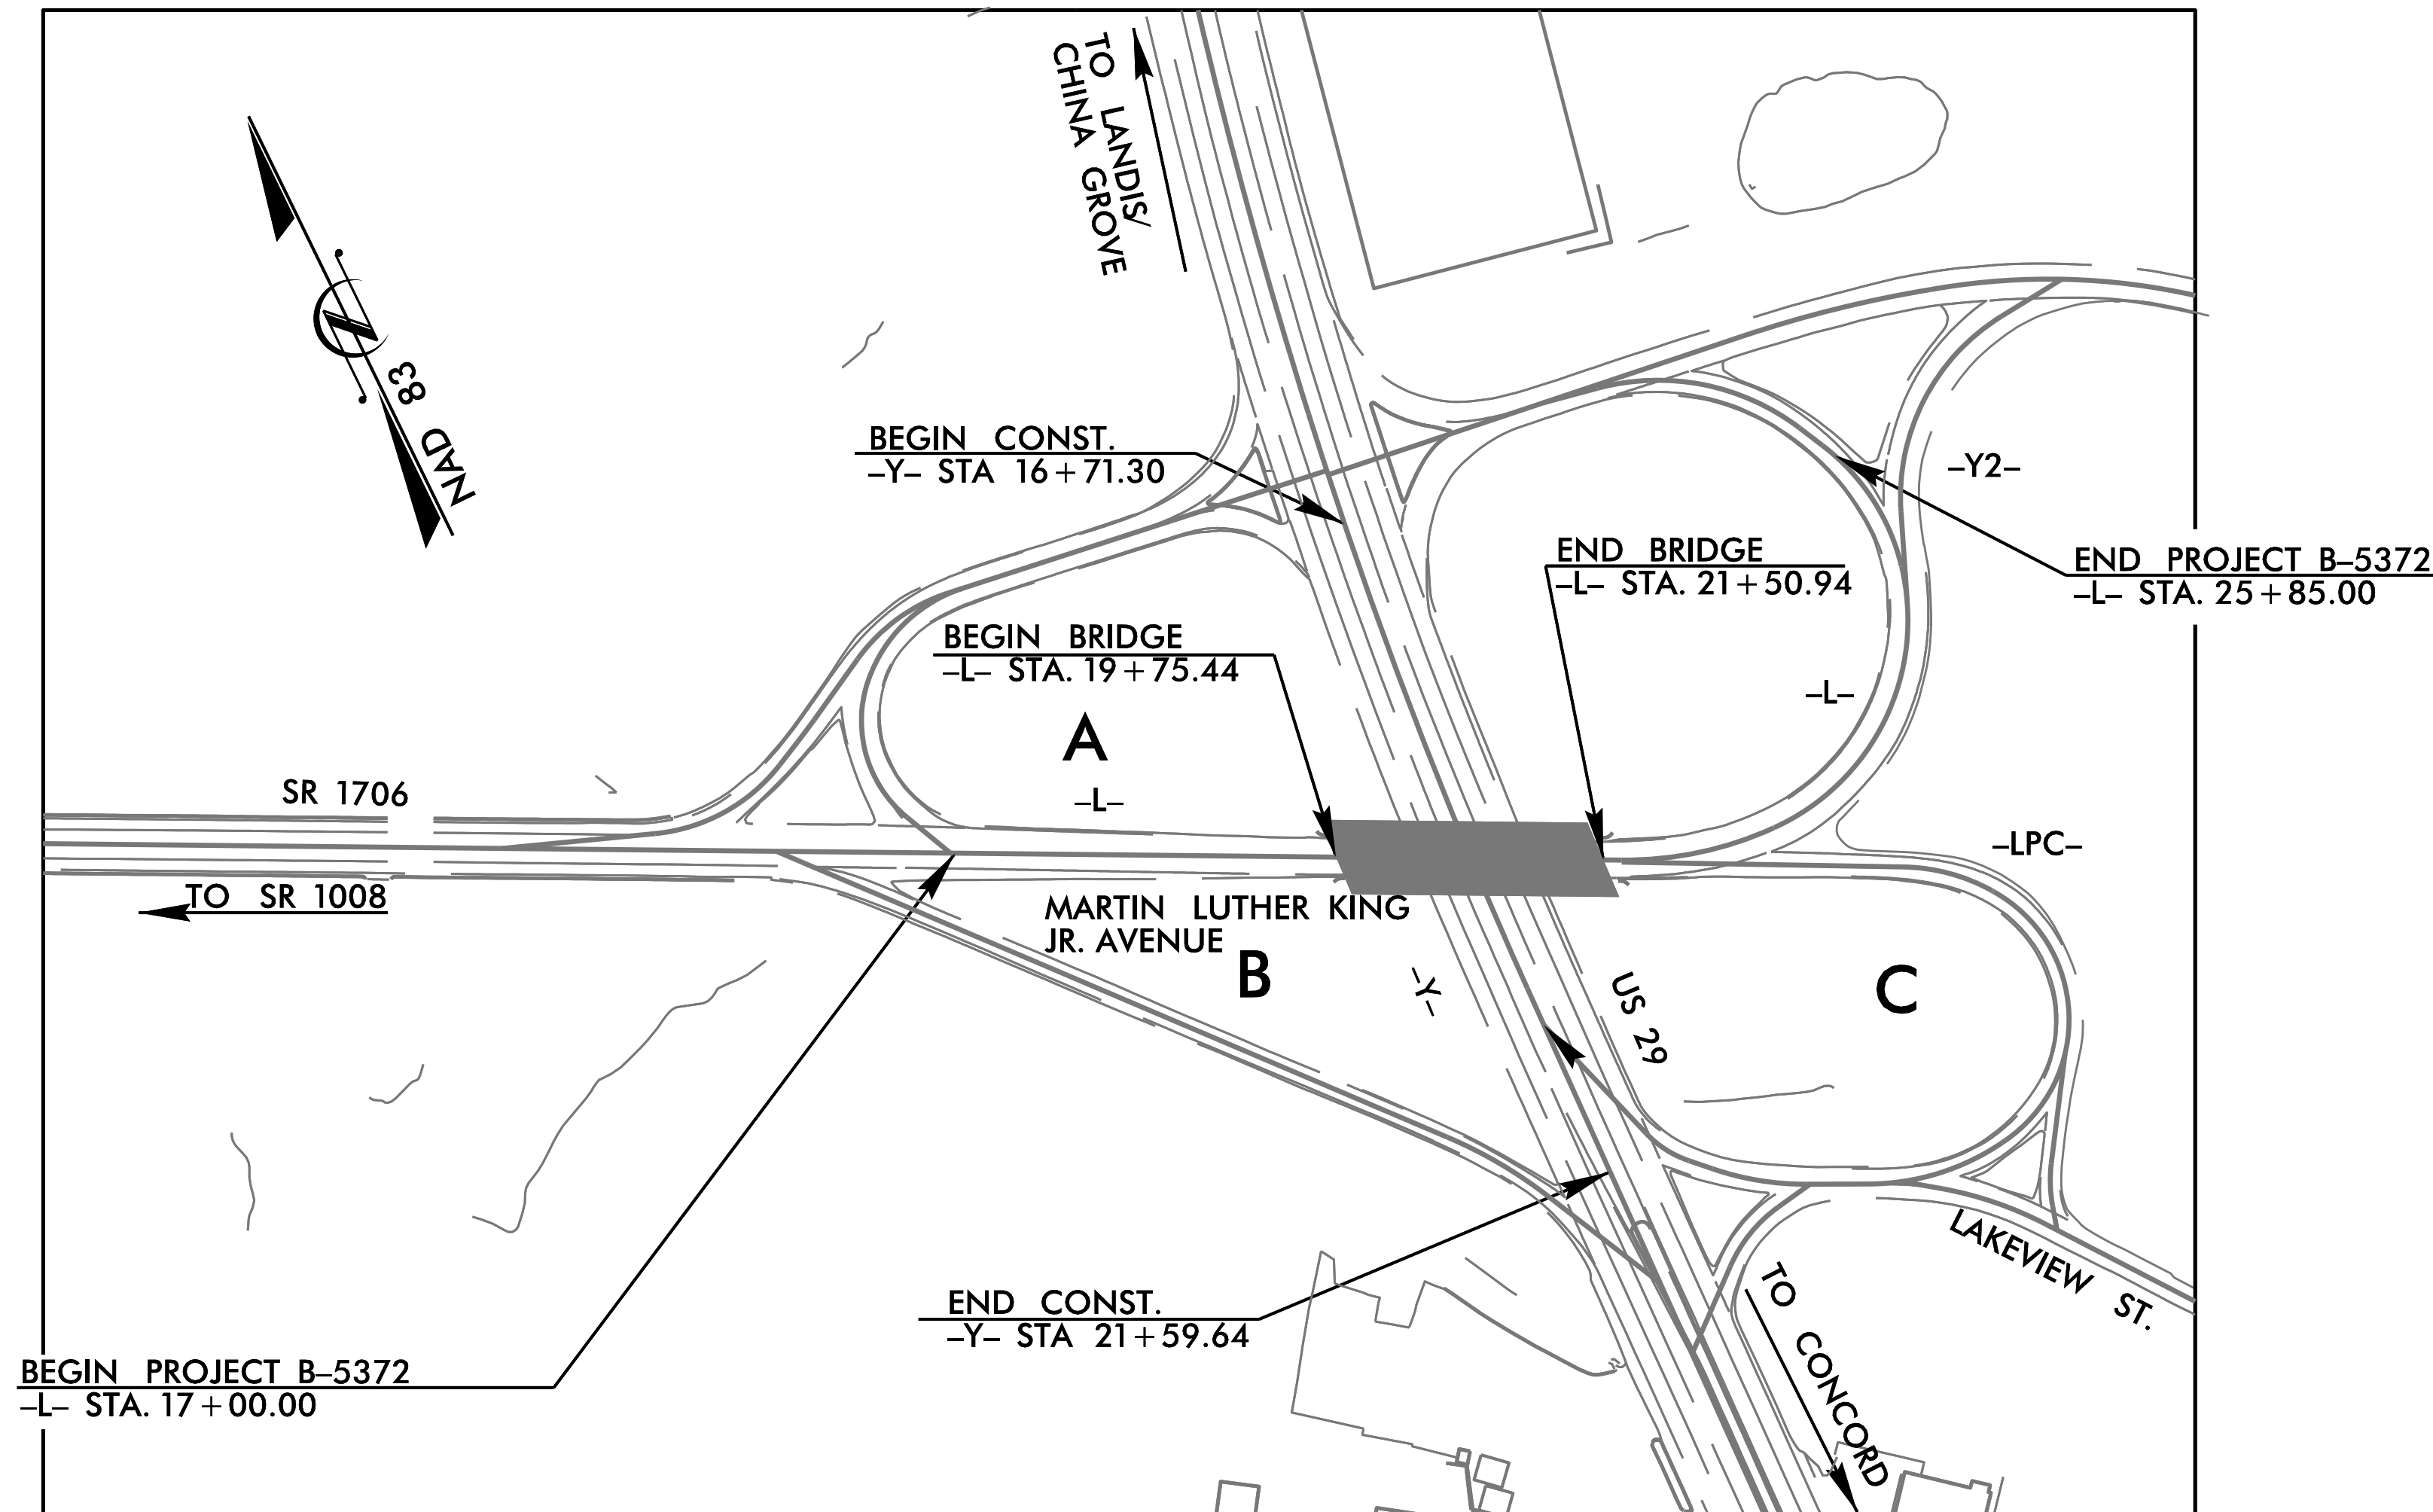 TO LANDIS/
CHINA GROVE
N
NAD 83
BEGIN CONST.
–Y– STA 16+71.30
–Y2–
END BRIDGE
–L– STA. 21+50.94
END PROJECT B–5372
–L– STA. 25+85.00
BEGIN BRIDGE
–L– STA. 19+75.44
–L–
A
–L–
SR 1706
–LPC–
TO SR 1008
MARTIN LUTHER KING
JR. AVENUE
B
–Y–
US 29
C
LAKEVIEW ST.
END CONST.
–Y– STA 21+59.64
TO CONCORD
BEGIN PROJECT B–5372
–L– STA. 17+00.00